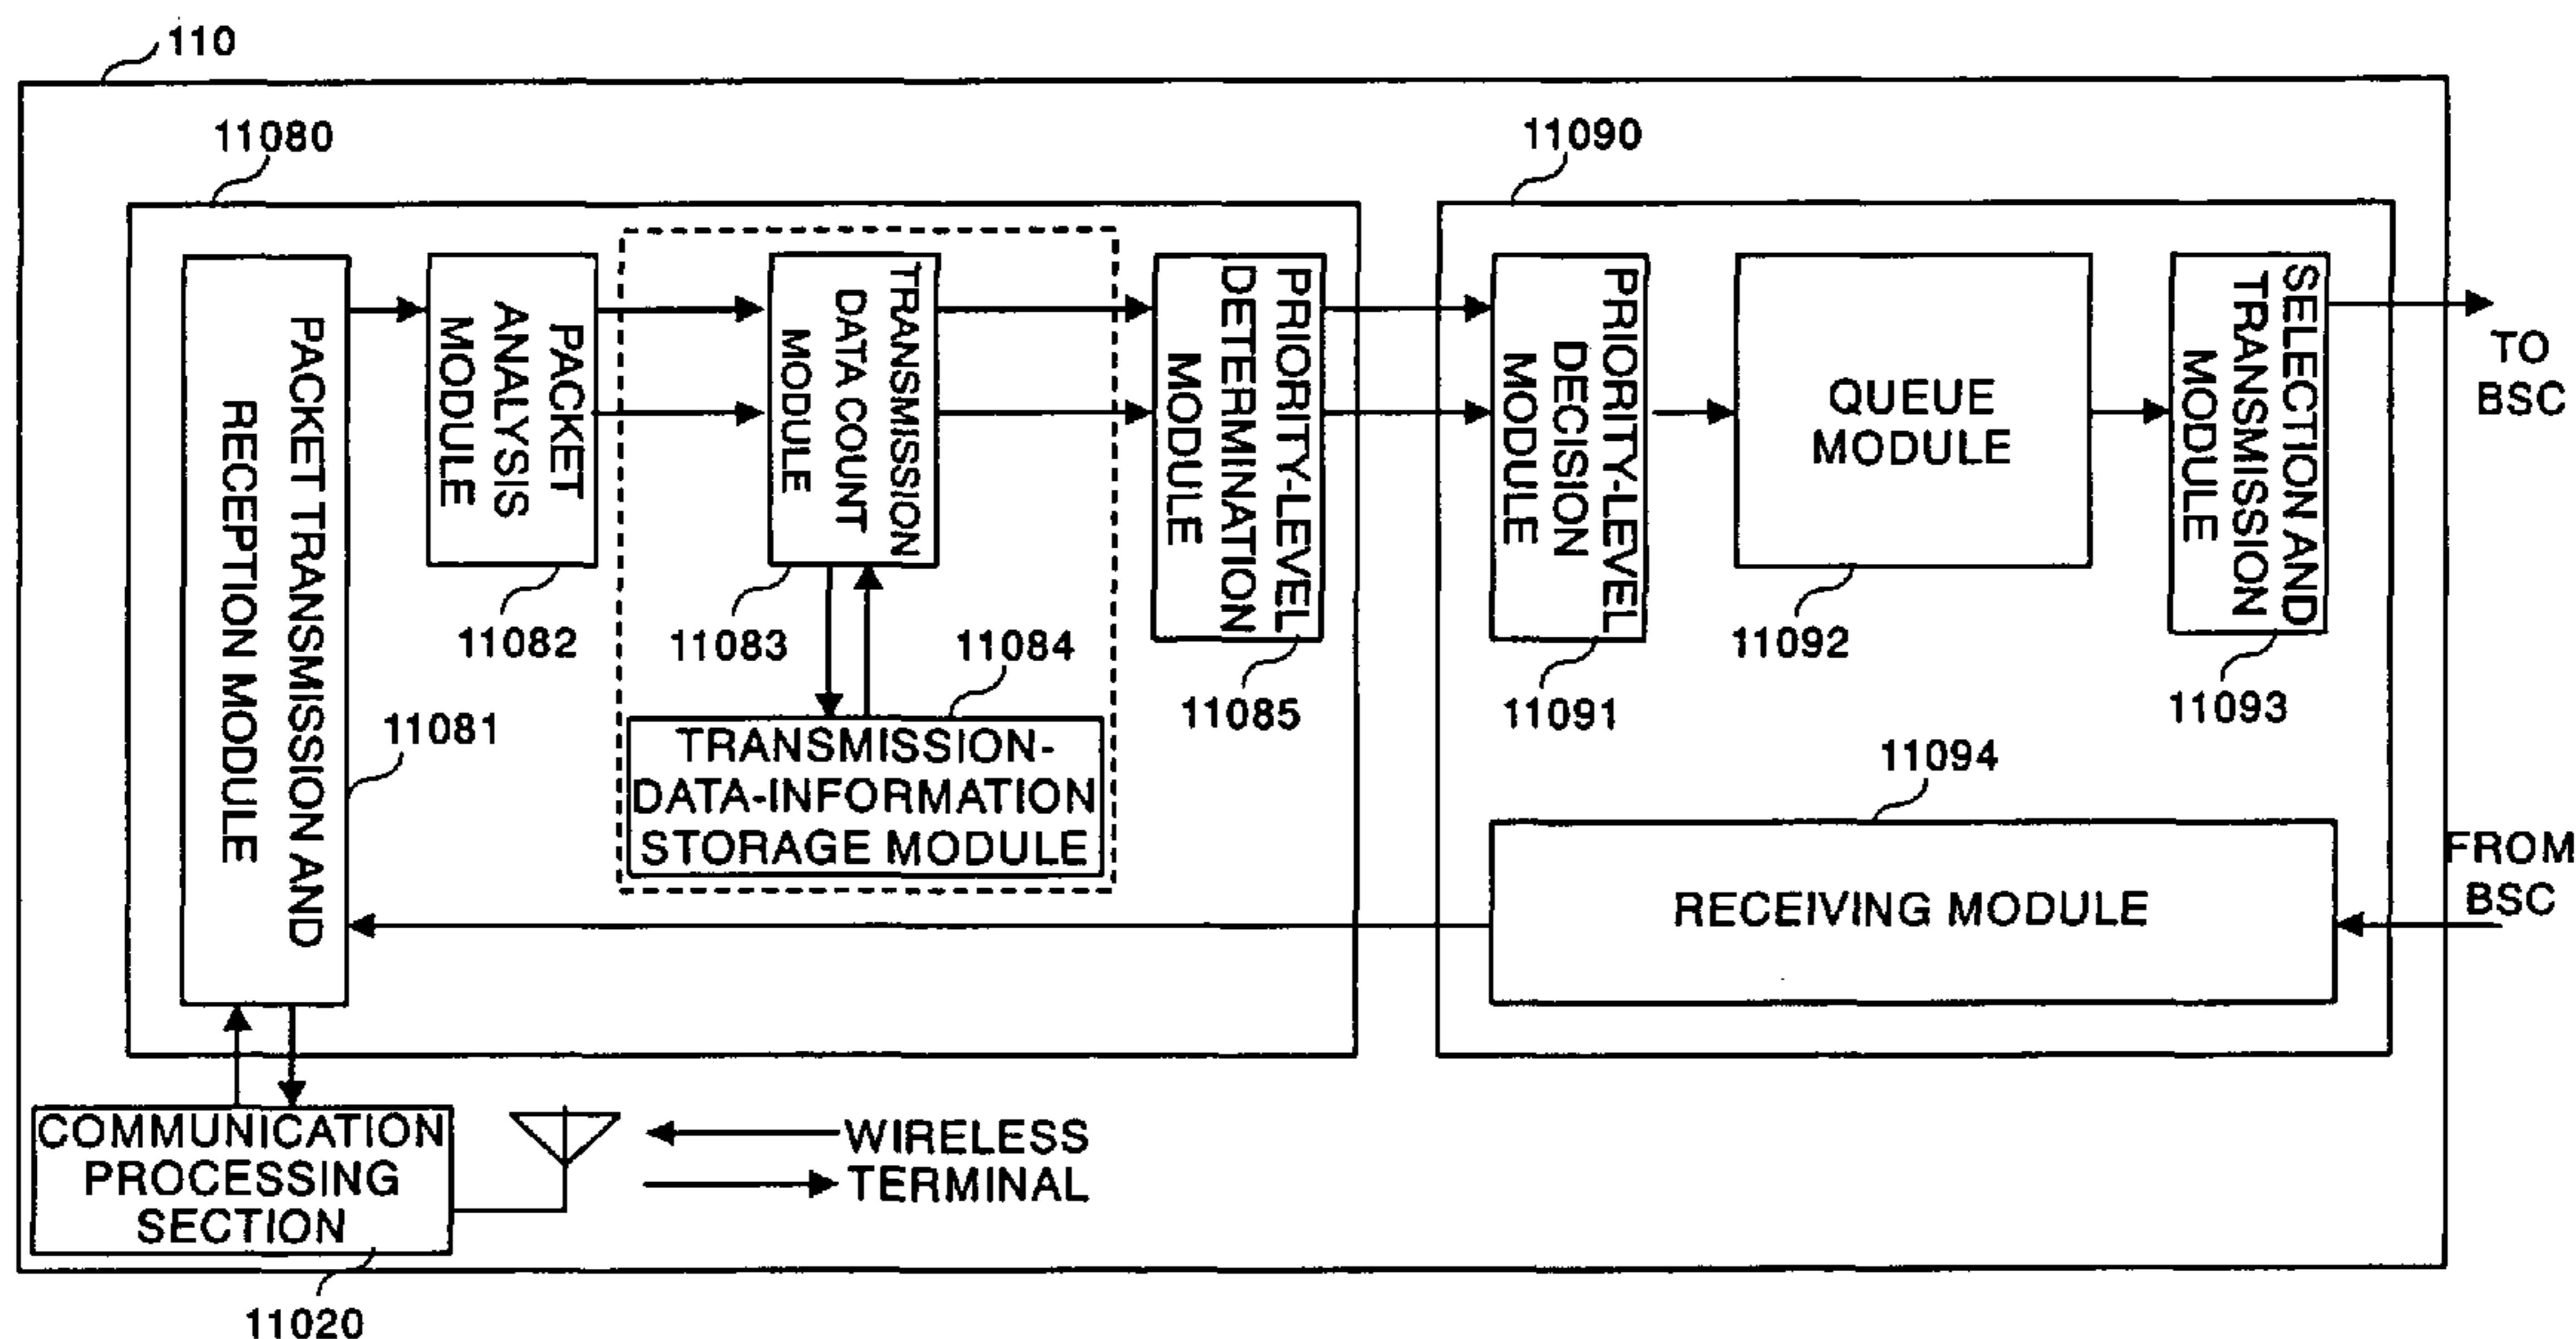 110
11080
11090
PACKET TRANSMISSION AND
RECEPTION MODULE
11081
PACKET
ANALYSIS
MODULE
11082
TRANSMISSION
DATA COUNT
MODULE
11083
11084
TRANSMISSION-
DATA-INFORMATION
STORAGE MODULE
PRIORITY-LEVEL
DETERMINATION
MODULE
11085
PRIORITY-LEVEL
DECISION
MODULE
11091
QUEUE
MODULE
11092
SELECTION AND
TRANSMISSION
MODULE
11093
TO
BSC
11094
RECEIVING MODULE
FROM
BSC
COMMUNICATION
PROCESSING
SECTION
11020
WIRELESS
TERMINAL